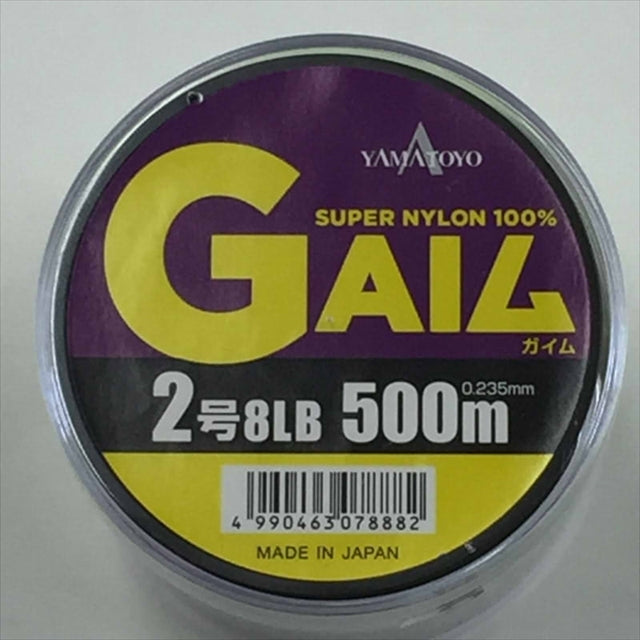 YAMATOYO
SUPER NYLON 100%
GAIム
ガイム
2号8LB 500m 0.235mm
4 990463 078882
MADE IN JAPAN